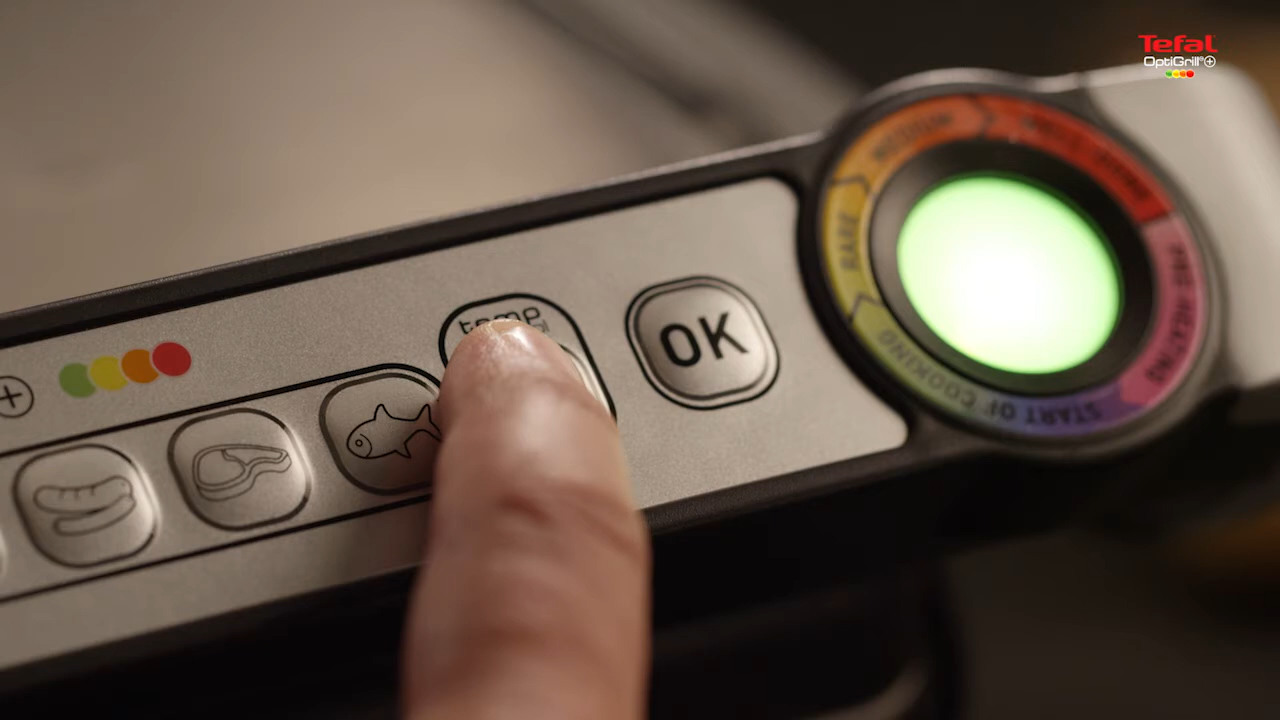 Tefal
OptiGrill®+
temp
OK
START OF COOKING
RARE
MEDIUM
PRE-HEATING